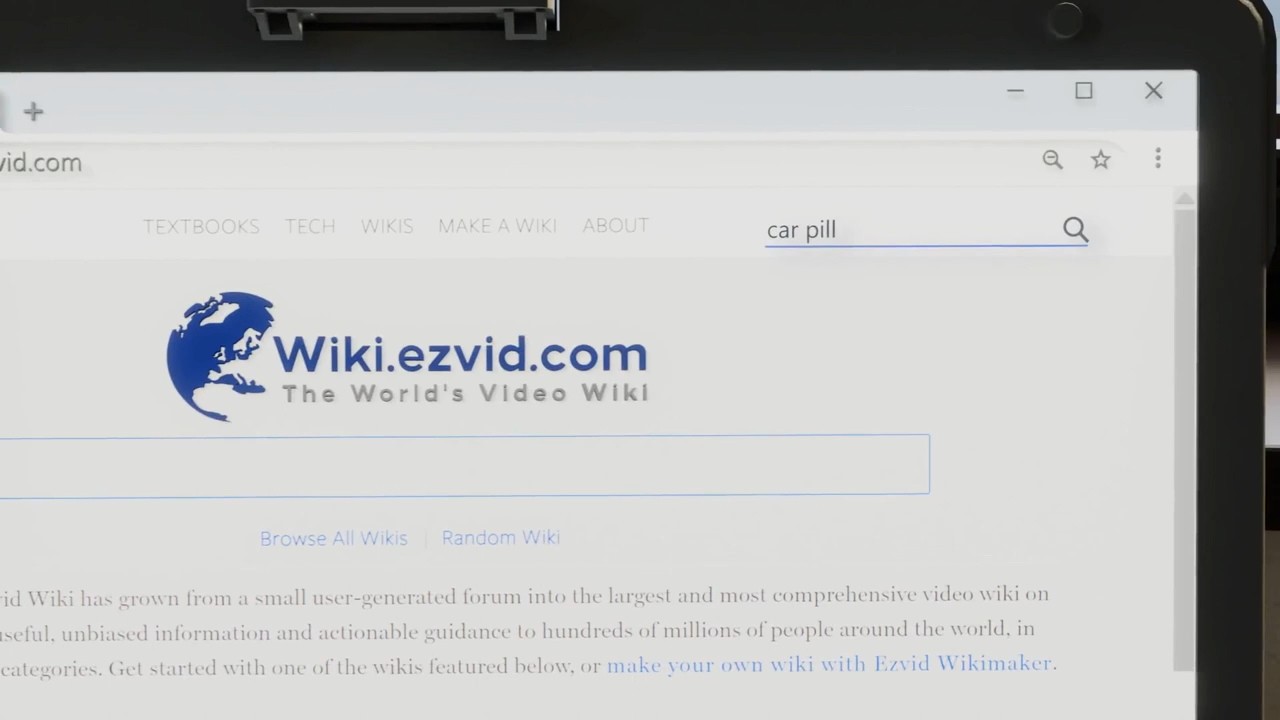 vid.com
TEXTBOOKS TECH WIKIS MAKE A WIKI ABOUT
car pill
Wiki.ezvid.com
The World's Video Wiki
Browse All Wikis | Random Wiki
Wiki has grown from a small user-generated forum into the largest and most comprehensive video wiki on
useful, unbiased information and actionable guidance to hundreds of millions of people around the world, in
categories. Get started with one of the wikis featured below, or make your own wiki with Ezvid Wikimaker.